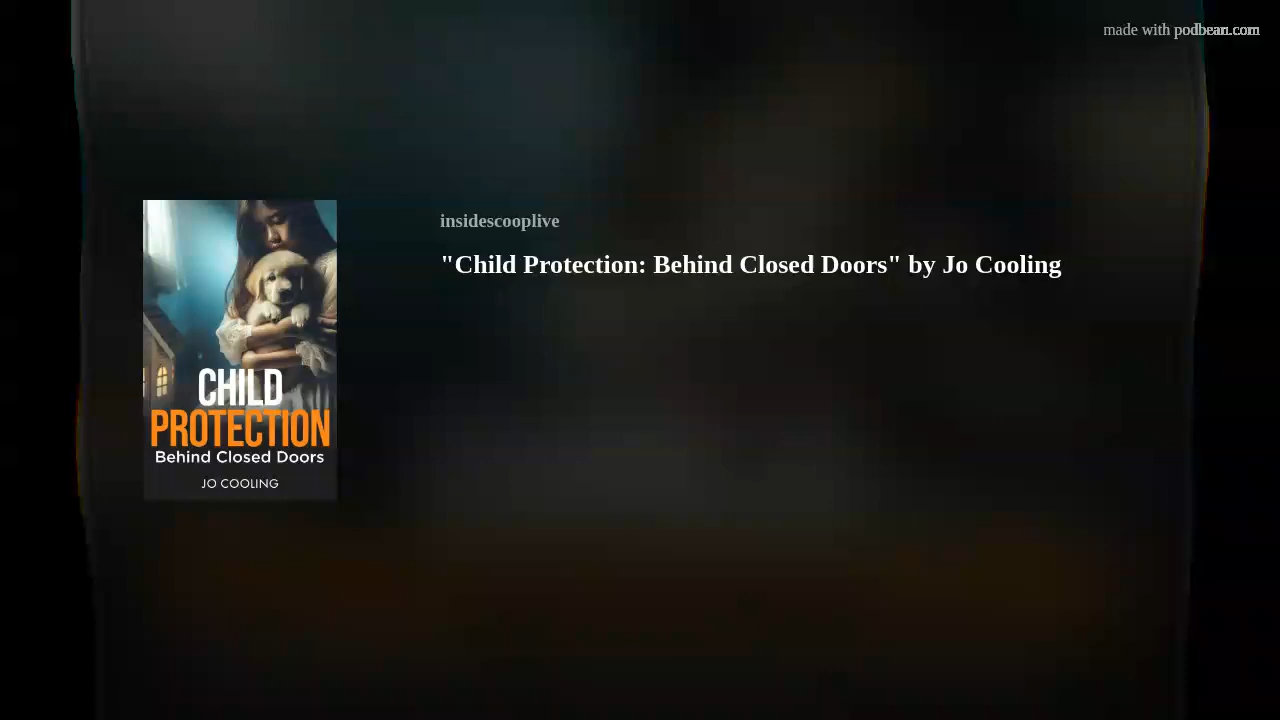 made with podbean.com
insidescooplive
"Child Protection: Behind Closed Doors" by Jo Cooling
CHILD
PROTECTION
Behind Closed Doors
JO COOLING